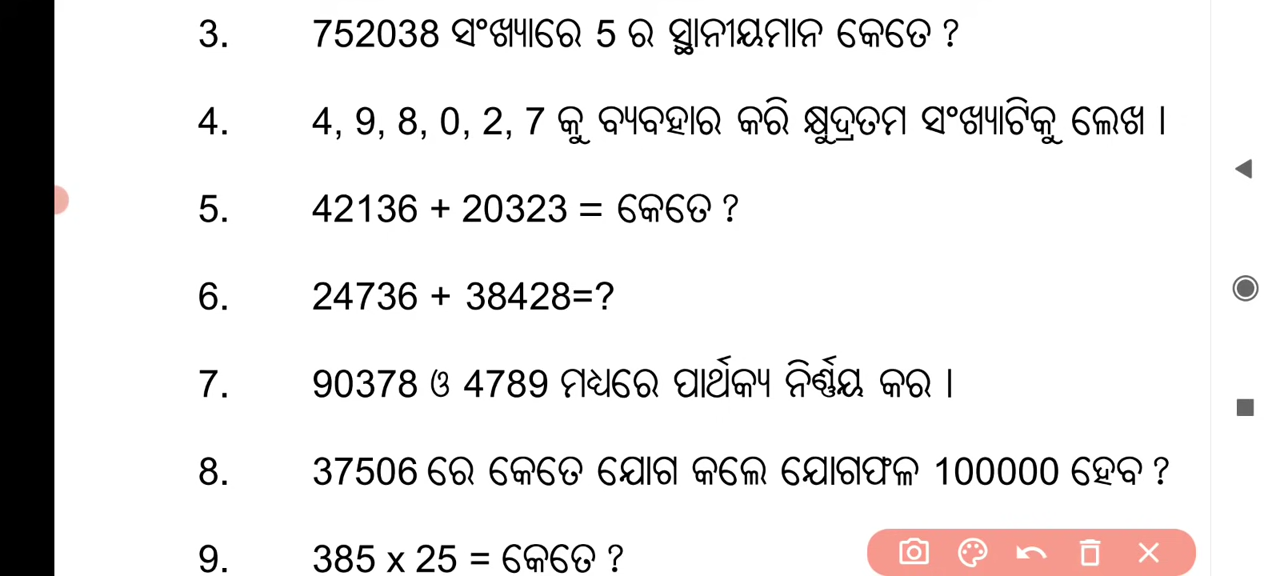 3. 752038 ସଂଖ୍ୟାରେ 5 ର ସ୍ଥାନୀୟମାନ କେତେ ?
4. 4, 9, 8, 0, 2, 7 କୁ ବ୍ୟବହାର କରି କ୍ଷୁଦ୍ରତମ ସଂଖ୍ୟାଟିକୁ ଲେଖ ।
5. 42136 + 20323 = କେତେ ?
6. 24736 + 38428=?
7. 90378 ଓ 4789 ମଧ୍ୟରେ ପାର୍ଥକ୍ୟ ନିର୍ଣ୍ଣୟ କର ।
8. 37506 ରେ କେତେ ଯୋଗ କଲେ ଯୋଗଫଳ 100000 ହେବ ?
9. 385 x 25 = କେତେ ?